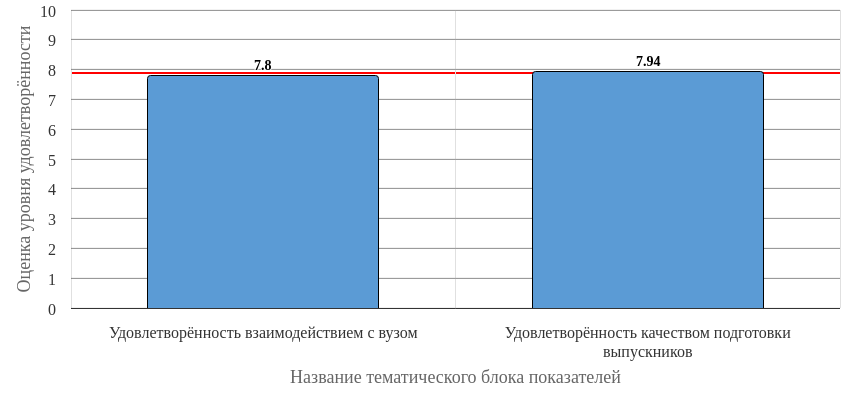 10
9
8
7
6
5
4
3
2
1
0
Оценка уровня удовлетворённости
7.8
7.94
Удовлетворённость взаимодействием с вузом
Удовлетворённость качеством подготовки
выпускников
Название тематического блока показателей